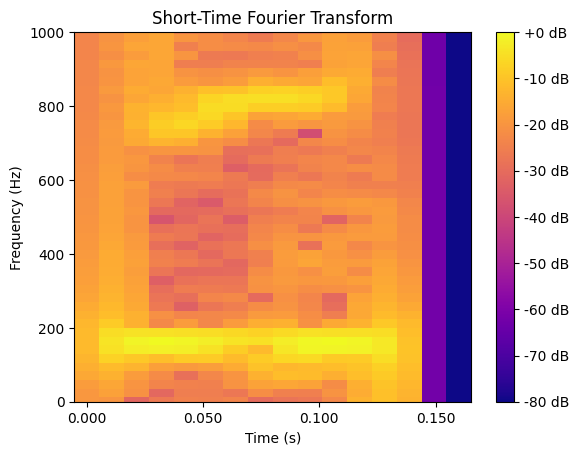 Short-Time Fourier Transform
1000
800
600
400
200
0
Frequency (Hz)
0.000
0.050
0.100
0.150
Time (s)
+0 dB
-10 dB
-20 dB
-30 dB
-40 dB
-50 dB
-60 dB
-70 dB
-80 dB